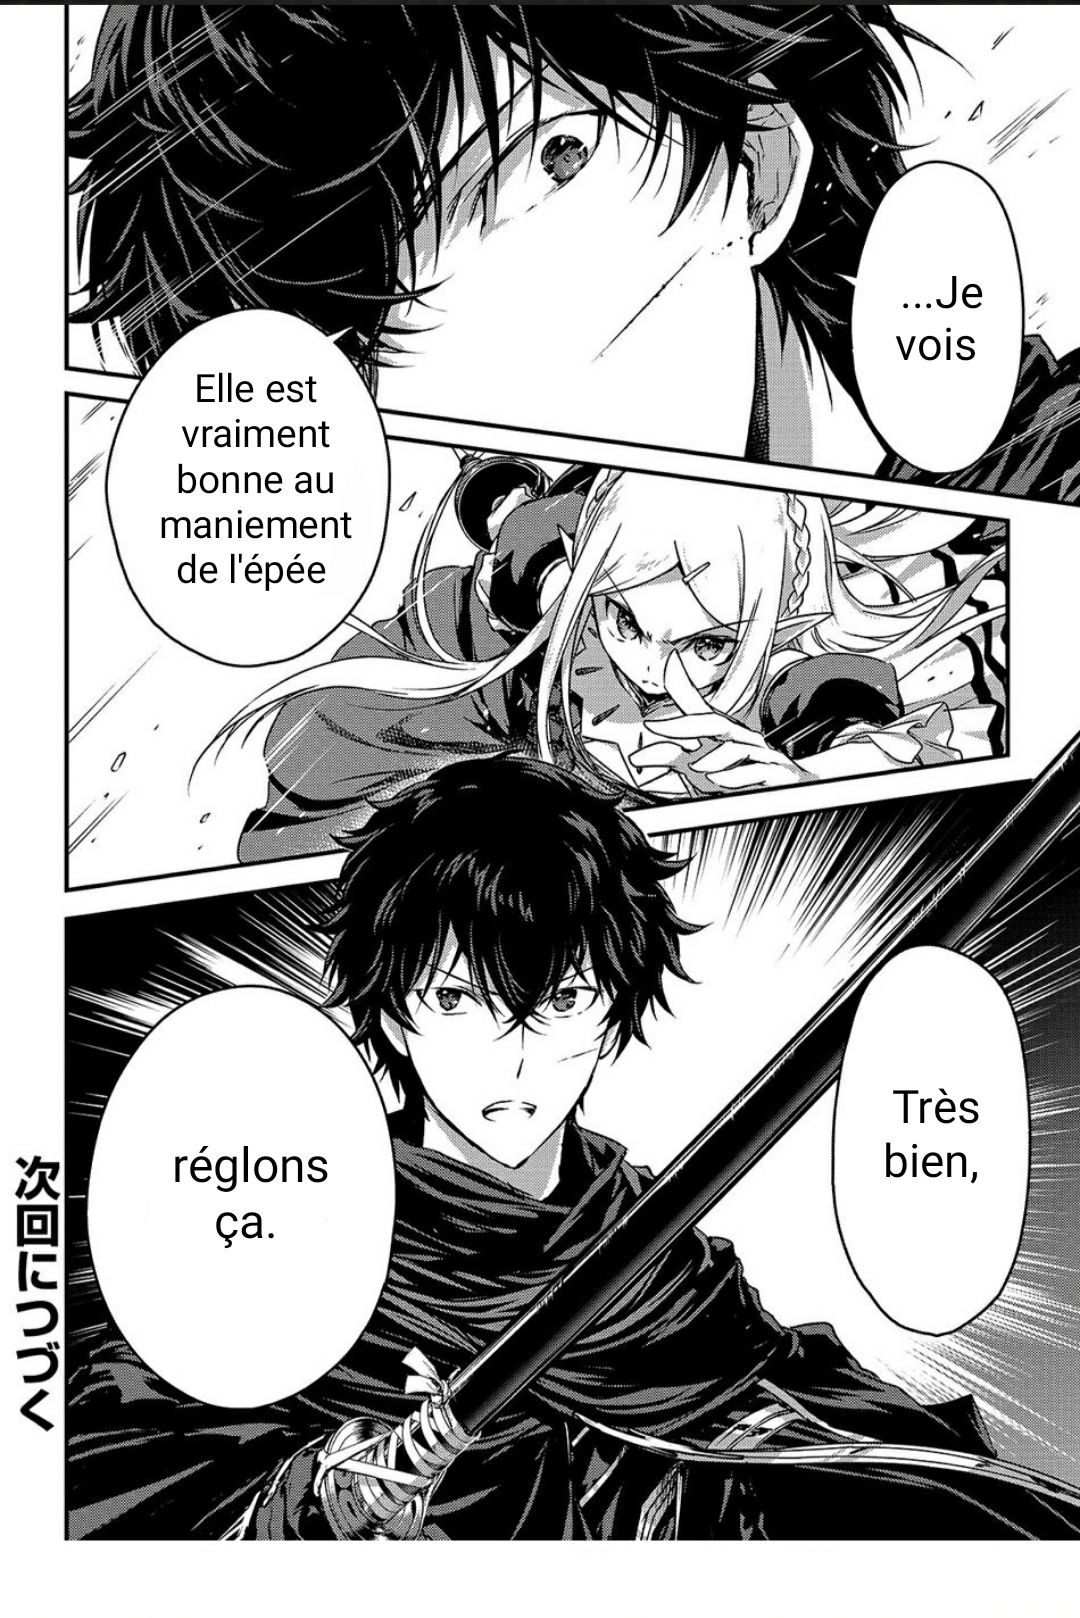 ...Je
vois
Elle est
vraiment
bonne au
maniement
de l'épée
Très
bien,
réglons
ça.
次回につづく